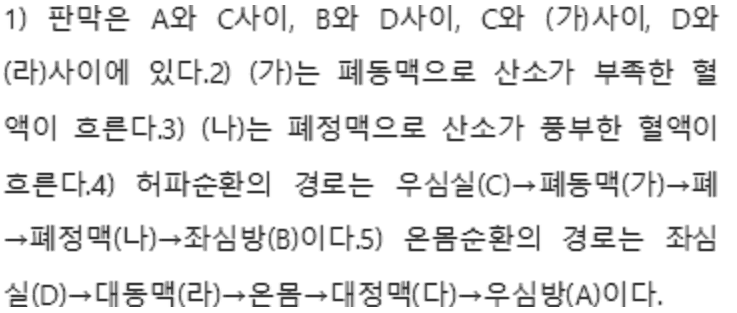 1) 판막은 A와 C사이, B와 D사이, C와 (가)사이, D와
(라)사이에 있다.2) (가)는 폐동맥으로 산소가 부족한 혈
액이 흐른다.3) (나)는 폐정맥으로 산소가 풍부한 혈액이
흐른다.4) 허파순환의 경로는 우심실(C)→폐동맥(가)→폐
→폐정맥(나)→좌심방(B)이다.5) 온몸순환의 경로는 좌심
실(D)→대동맥(라)→온몸→대정맥(다)→우심방(A)이다.